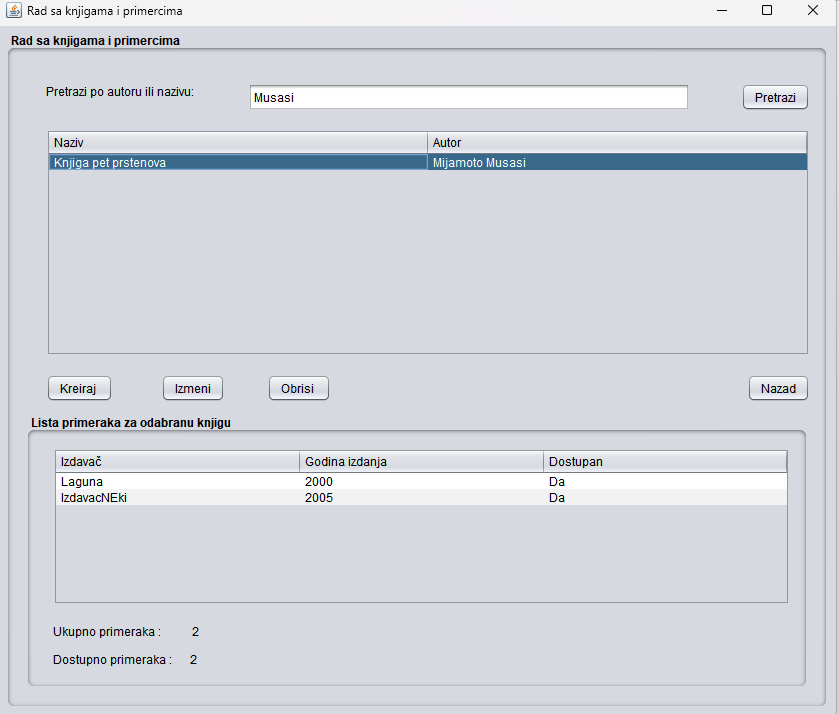 Rad sa knjigama i primercima
Rad sa knjigama i primercima
Pretrazi po autoru ili nazivu: Musasi Pretrazi
Naziv Autor
Knjiga pet prstenova Mijamoto Musasi
Kreiraj Izmeni Obrisi Nazad
Lista primeraka za odabranu knjigu
Izdavač Godina izdanja Dostupan
Laguna 2000 Da
IzdavacNEki 2005 Da
Ukupno primeraka : 2
Dostupno primeraka : 2